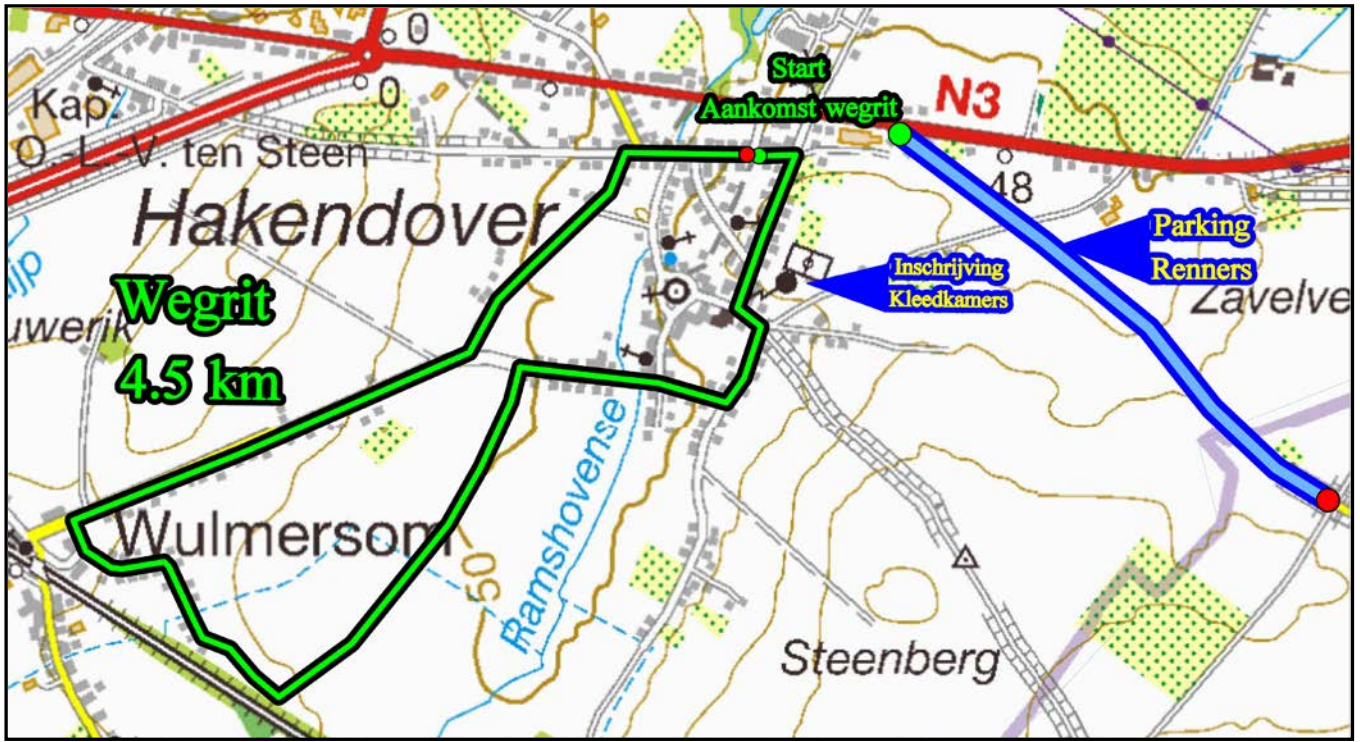 0
Start
Aankomst wegrit
N3
Kap.
0
O.-L.-V. ten Steen
48
Hakendover
Parking
Renners
Inschrijving
Kleedkamers
Wegrit
4.5 km
uwerik
Zavelve
Wulmersom
50
Ramshovense
Steenberg